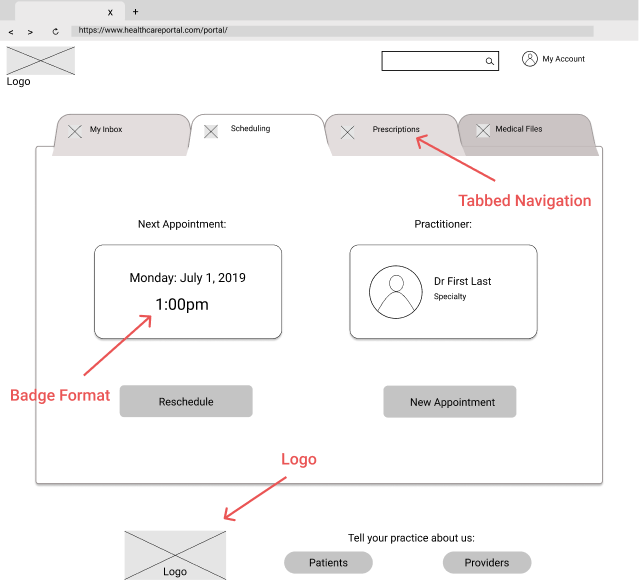 x +
< > https://www.healthcareportal.com/portal/
My Account
Logo
My Inbox
Scheduling
Prescriptions
Medical Files
Tabbed Navigation
Next Appointment:
Practitioner:
Monday: July 1, 2019
1:00pm
Dr First Last
Specialty
Badge Format
Reschedule
New Appointment
Logo
Tell your practice about us:
Logo
Patients
Providers